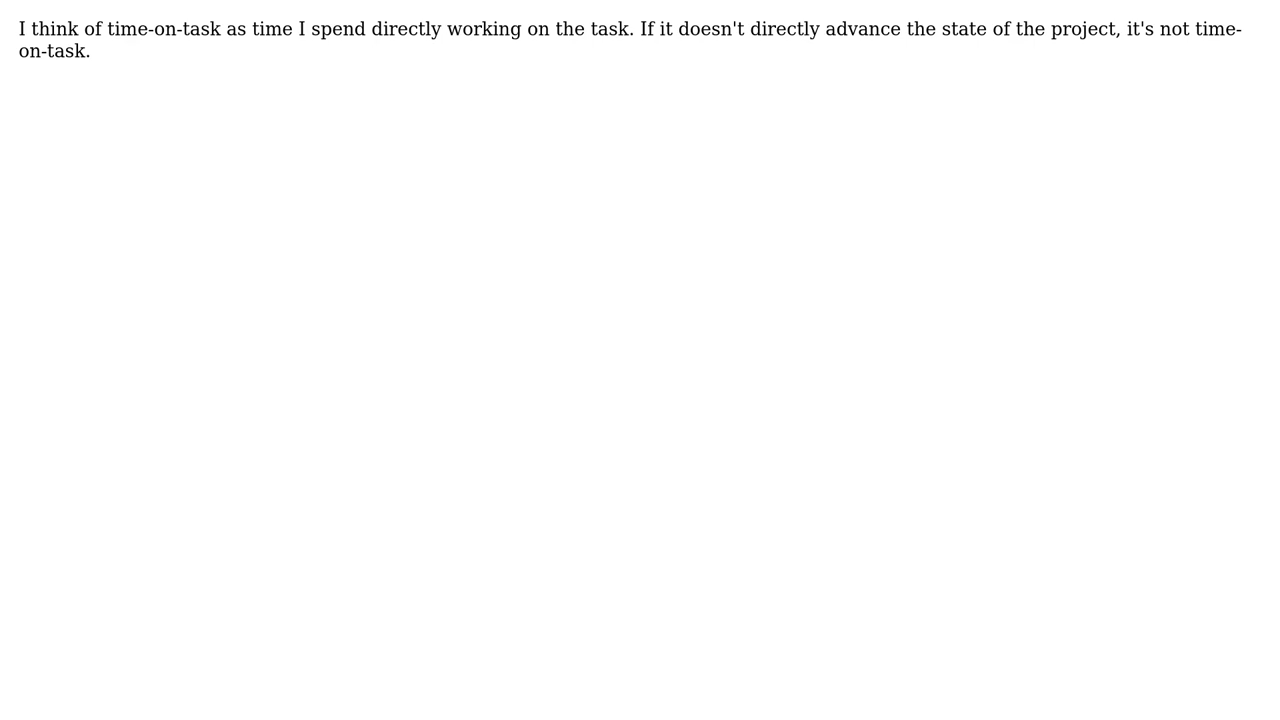 I think of time-on-task as time I spend directly working on the task. If it doesn't directly advance the state of the project, it's not time-
on-task.